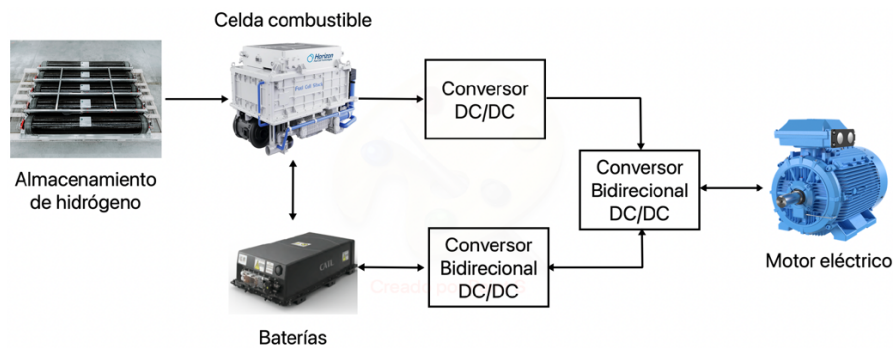 Celda combustible
Horizon
Conversor
DC/DC
Almacenamiento
de hidrógeno
Conversor
Bidirecional
DC/DC
Motor eléctrico
Conversor
Bidirecional
DC/DC
Baterías